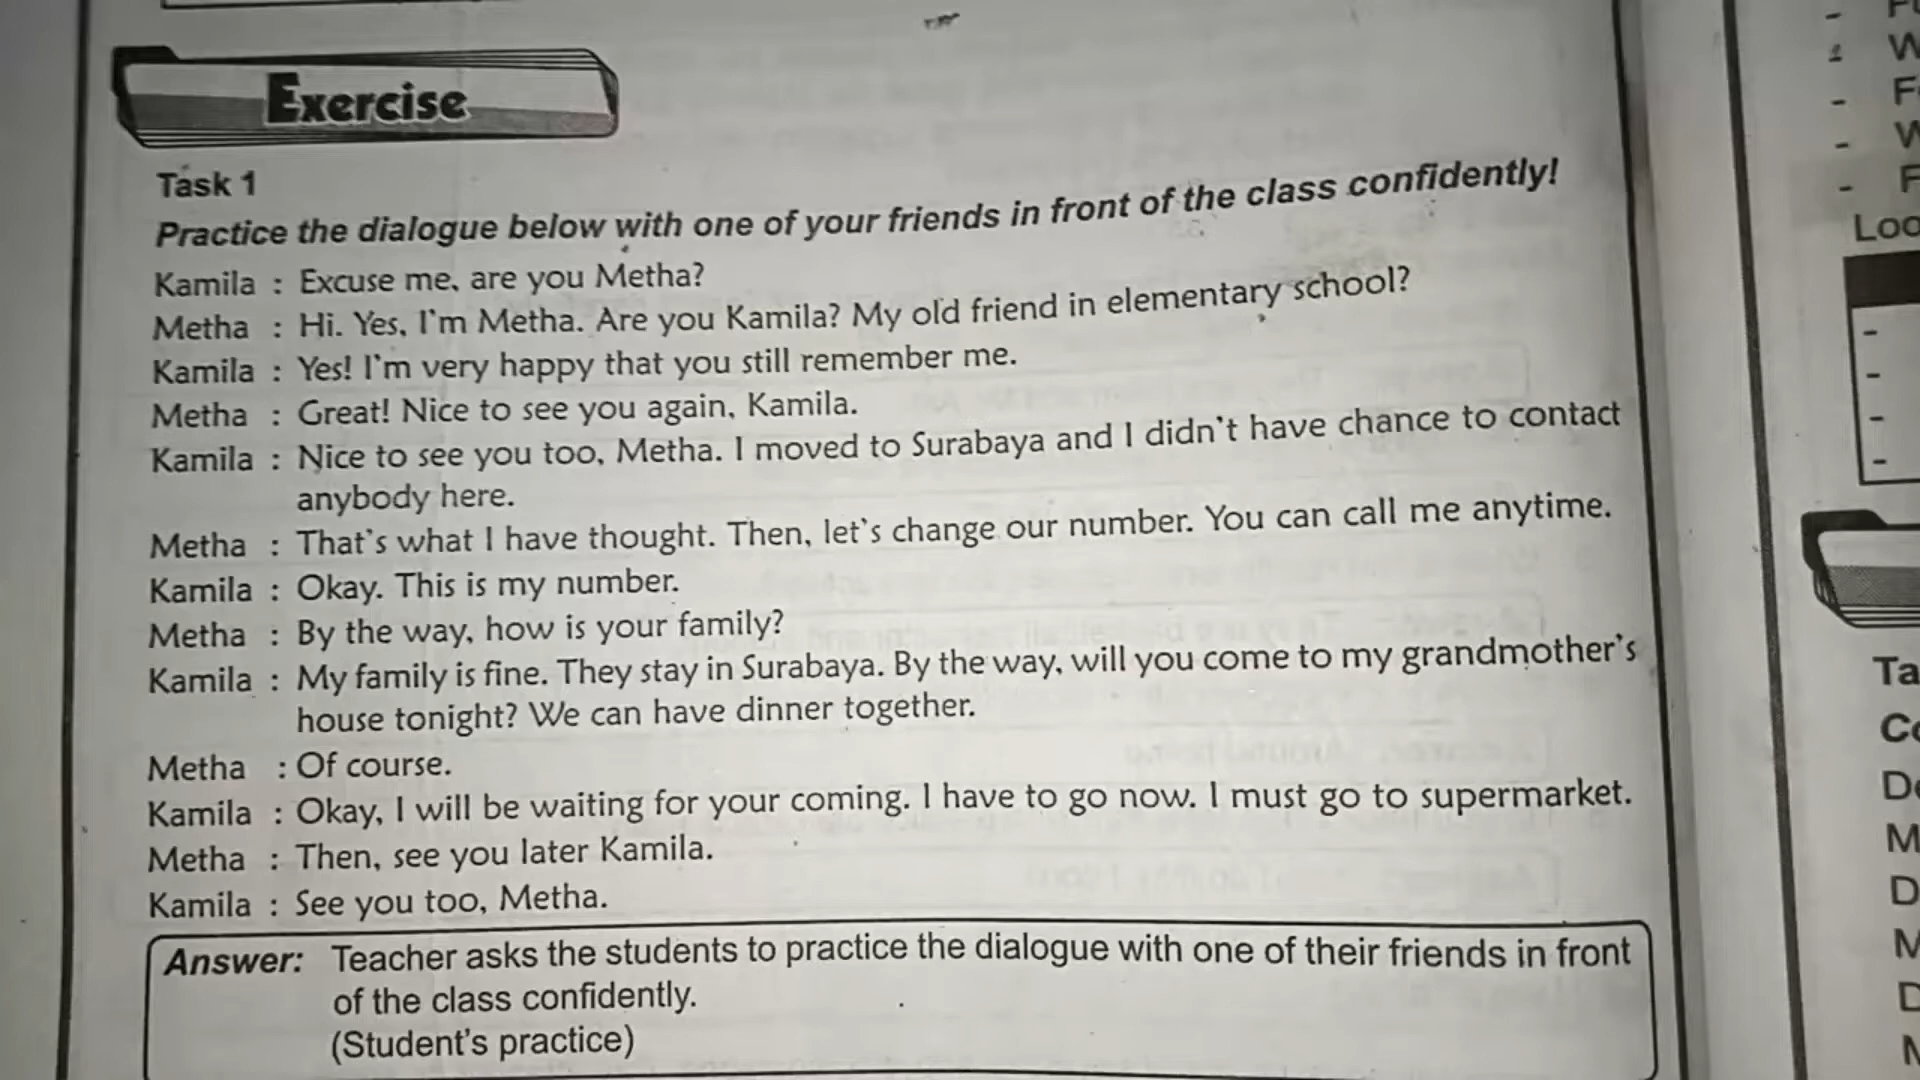 Exercise
Task 1
Practice the dialogue below with one of your friends in front of the class confidently!
Kamila : Excuse me, are you Metha?
Metha : Hi. Yes, I'm Metha. Are you Kamila? My old friend in elementary school?
Kamila : Yes! I'm very happy that you still remember me.
Metha : Great! Nice to see you again, Kamila.
Kamila : Nice to see you too, Metha. I moved to Surabaya and I didn't have chance to contact
anybody here.
Metha : That's what I have thought. Then, let's change our number. You can call me anytime.
Kamila : Okay. This is my number.
Metha : By the way, how is your family?
Kamila : My family is fine. They stay in Surabaya. By the way, will you come to my grandmother's
house tonight? We can have dinner together.
Metha : Of course.
Kamila : Okay, I will be waiting for your coming. I have to go now. I must go to supermarket.
Metha : Then, see you later Kamila.
Kamila : See you too, Metha.
Answer: Teacher asks the students to practice the dialogue with one of their friends in front
of the class confidently.
(Student's practice)